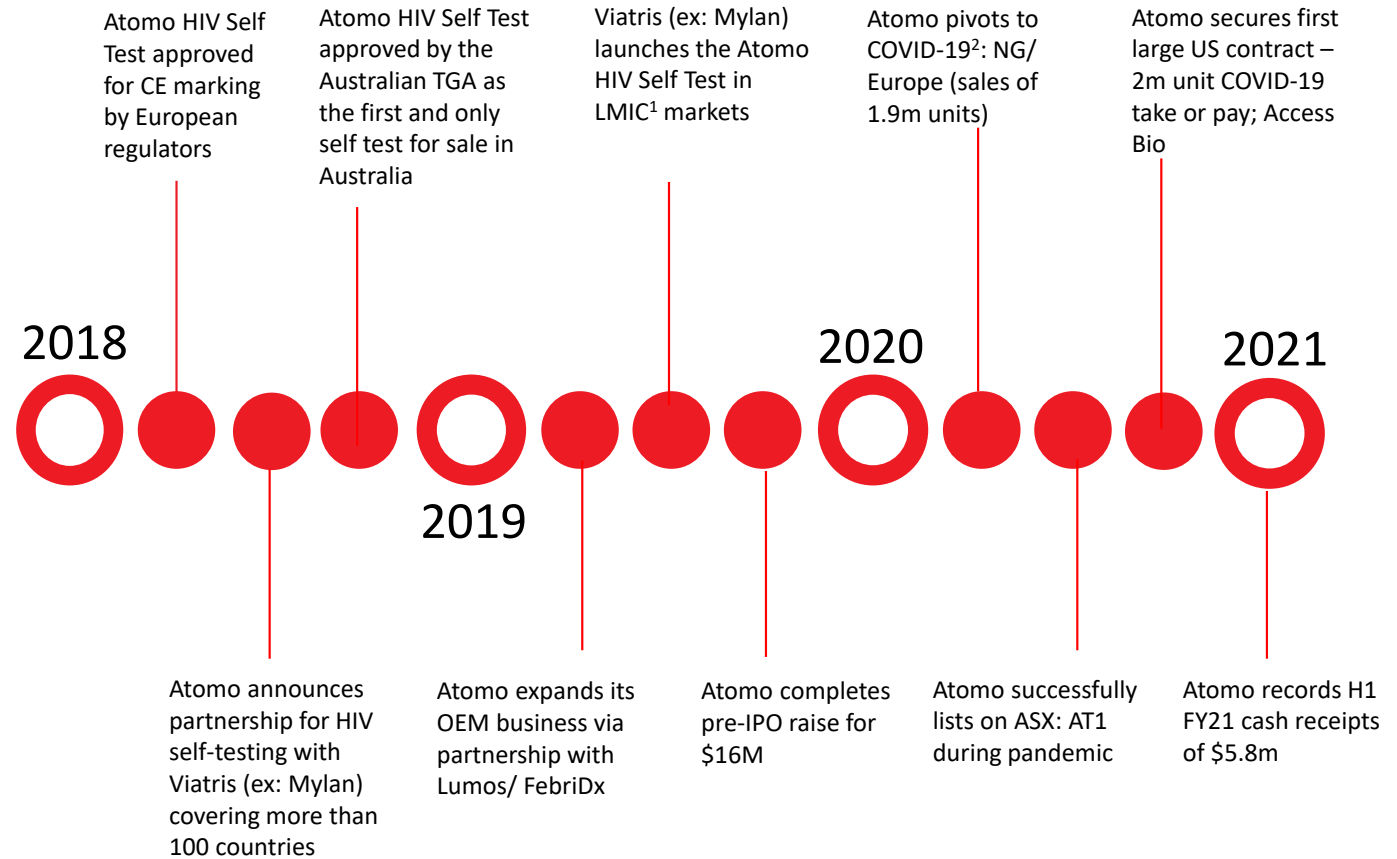 Atomo HIV Self
Test approved
for CE marking
by European
regulators
Atomo HIV Self Test
approved by the
Australian TGA as
the first and only
self test for sale in
Australia
Viatris (ex: Mylan)
launches the Atomo
HIV Self Test in
LMIC¹ markets
Atomo pivots to
COVID-19²: NG/
Europe (sales of
1.9m units)
Atomo secures first
large US contract –
2m unit COVID-19
take or pay; Access
Bio
2018
2019
2020
2021
Atomo announces
partnership for HIV
self-testing with
Viatris (ex: Mylan)
covering more than
100 countries
Atomo expands its
OEM business via
partnership with
Lumos/ FebriDx
Atomo completes
pre-IPO raise for
$16M
Atomo successfully
lists on ASX: AT1
during pandemic
Atomo records H1
FY21 cash receipts
of $5.8m